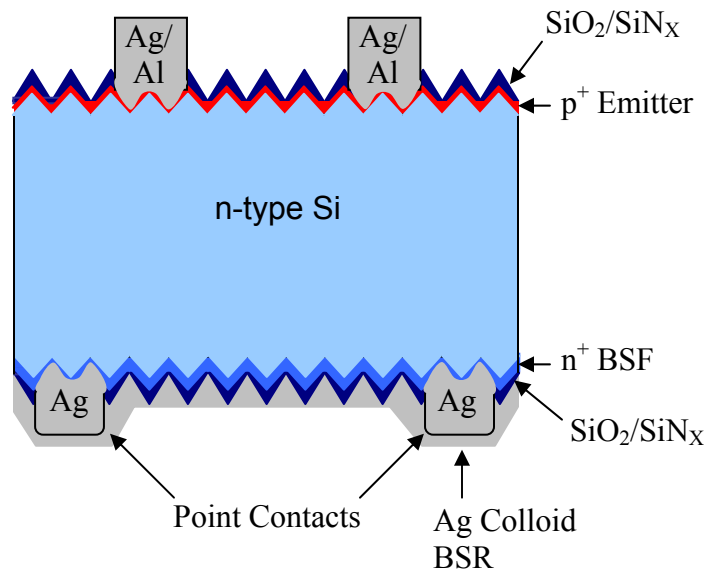 Ag/
Al
Ag/
Al
SiO₂/SiNX
p⁺ Emitter
n-type Si
n⁺ BSF
Ag
Ag
SiO₂/SiNX
Point Contacts
Ag Colloid
BSR